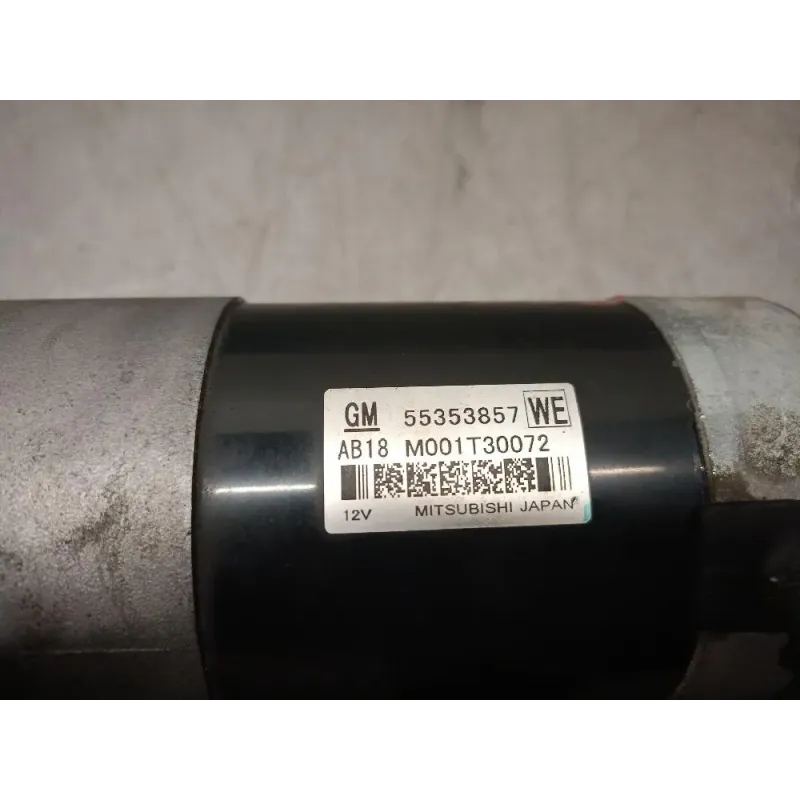 GM 55353857 WE
AB18 M001T30072
12V MITSUBISHI JAPAN